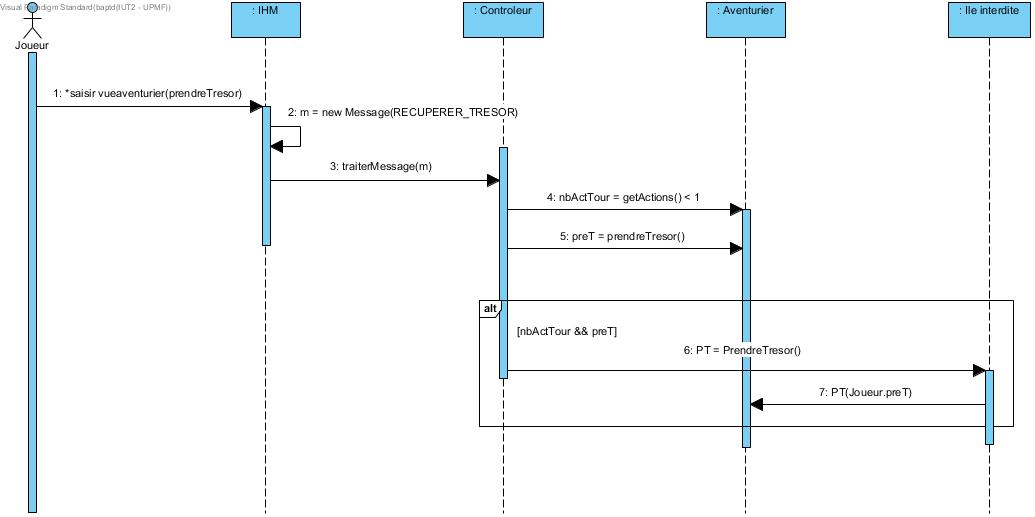 Visual Paradigm Standard(baptd(IUT2 - UPMF))
: IHM
: Controleur
: Aventurier
: Ile interdite
Joueur
1: *saisir vueaventurier(prendreTresor)
2: m = new Message(RECUPERER_TRESOR)
3: traiterMessage(m)
4: nbActTour = getActions() < 1
5: preT = prendreTresor()
alt
[nbActTour && preT]
6: PT = PrendreTresor()
7: PT(Joueur.preT)